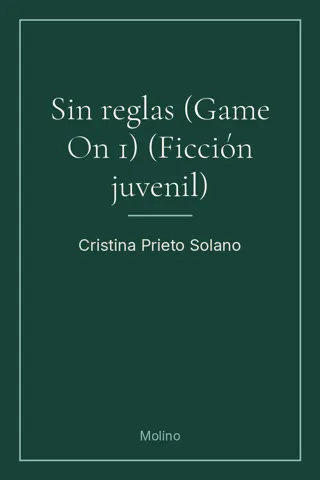 Sin reglas (Game
On 1) (Ficción
juvenil)
Cristina Prieto Solano
Molino